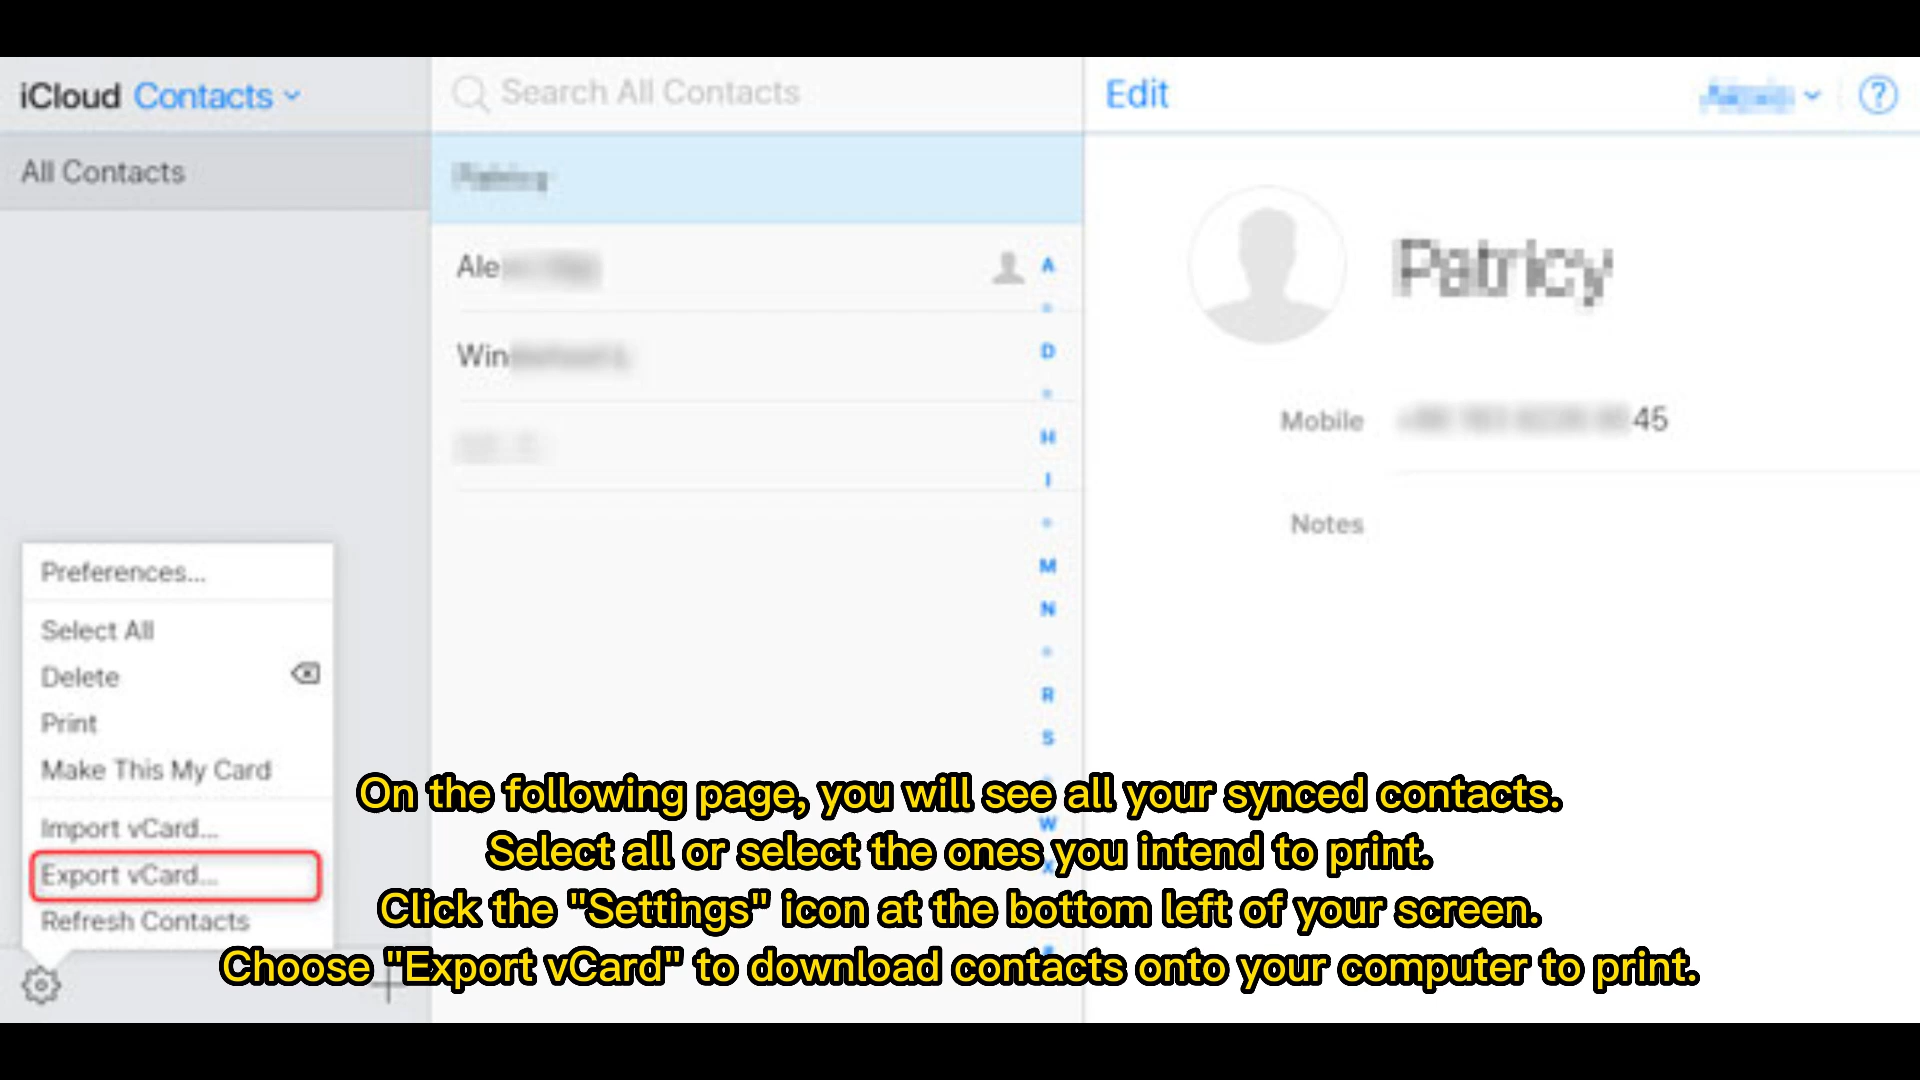 iCloud Contacts
Search All Contacts
Edit
All Contacts
Patricy
Ale
Win
A
D
H
I
M
N
R
S
W
X
Mobile
45
Notes
Preferences...
Select All
Delete
Print
Make This My Card
Import vCard...
Export vCard...
Refresh Contacts
On the following page, you will see all your synced contacts.
Select all or select the ones you intend to print.
Click the "Settings" icon at the bottom left of your screen.
Choose "Export vCard" to download contacts onto your computer to print.